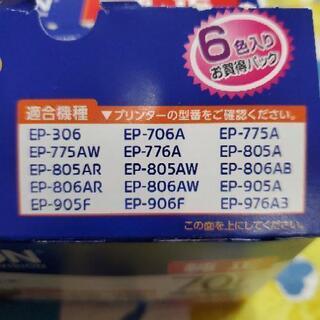 6色入り
お買得パック
適合機種 ▼プリンターの型番をご確認ください。
EP-306 EP-706A EP-775A
EP-775AW EP-776A EP-805A
EP-805AR EP-805AW EP-806AB
EP-806AR EP-806AW EP-905A
EP-905F EP-906F EP-976A3
この面を上にしてください。
ON